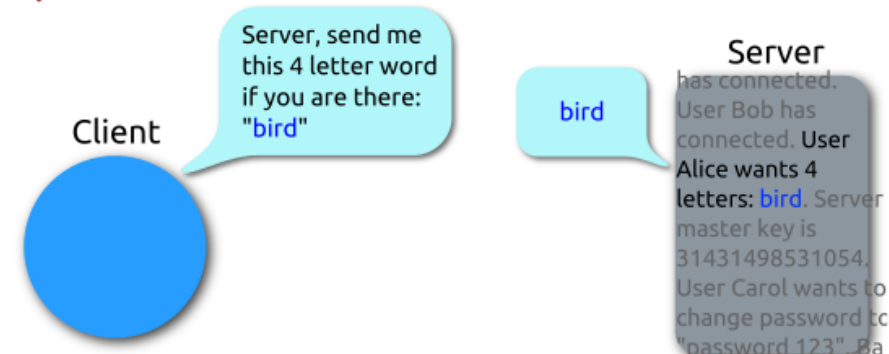 Server, send me
this 4 letter word
if you are there:
"bird"
Client
bird
Server
has connected.
User Bob has
connected. User
Alice wants 4
letters: bird. Server
master key is
31431498531054.
User Carol wants to
change password to
"password 123". Ba